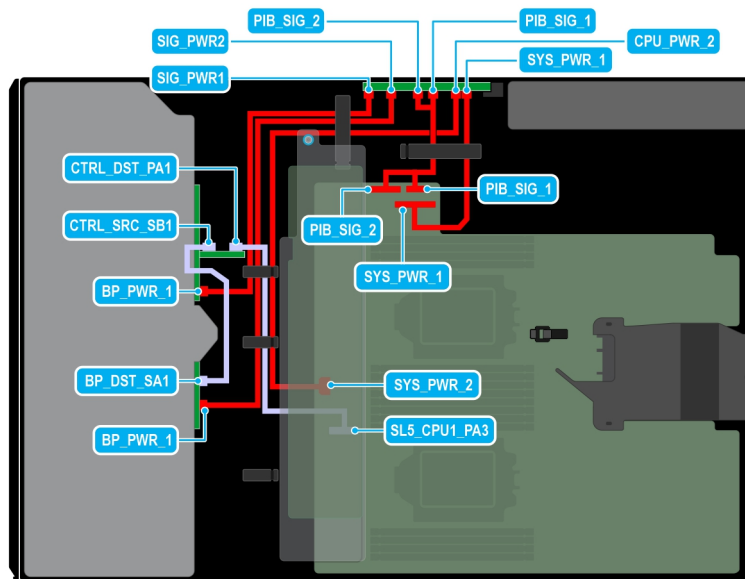 PIB_SIG_2
PIB_SIG_1
SIG_PWR2
CPU_PWR_2
SYS_PWR_1
SIG_PWR1
CTRL_DST_PA1
PIB_SIG_1
CTRL_SRC_SB1
PIB_SIG_2
SYS_PWR_1
BP_PWR_1
BP_DST_SA1
SYS_PWR_2
BP_PWR_1
SL5_CPU1_PA3